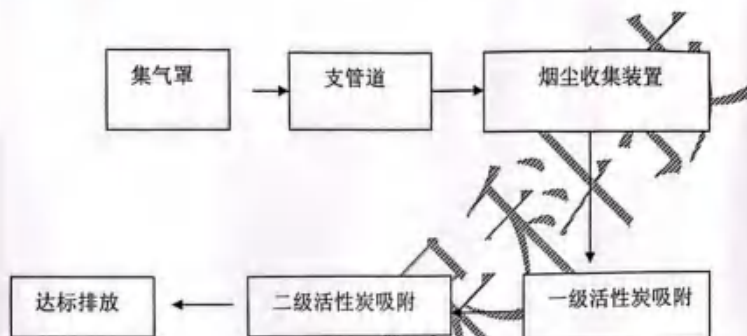 集气罩
支管道
烟尘收集装置
一级活性炭吸附
二级活性炭吸附
达标排放